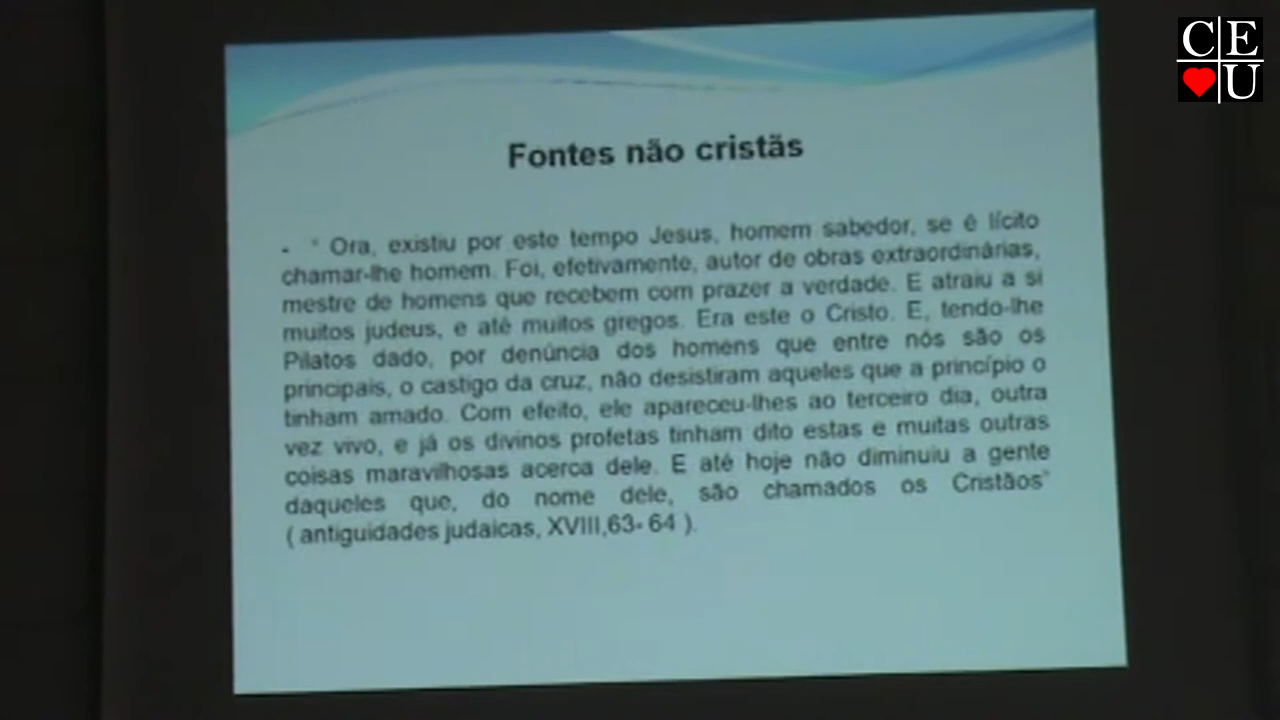 CE
U
Fontes não cristãs
- " Ora, existiu por este tempo Jesus, homem sabedor, se é lícito
chamar-lhe homem. Foi, efetivamente, autor de obras extraordinárias,
mestre de homens que recebem com prazer a verdade. E atraiu a si
muitos judeus, e até muitos gregos. Era este o Cristo. E, tendo-lhe
Pilatos dado, por denúncia dos homens que entre nós são os
principais, o castigo da cruz, não desistiram aqueles que a princípio o
tinham amado. Com efeito, ele apareceu-lhes ao terceiro dia, outra
vez vivo, e já os divinos profetas tinham dito estas e muitas outras
coisas maravilhosas acerca dele. E até hoje não diminuiu a gente
daqueles que, do nome dele, são chamados os Cristãos"
( antiguidades judaicas, XVIII,63- 64 ).